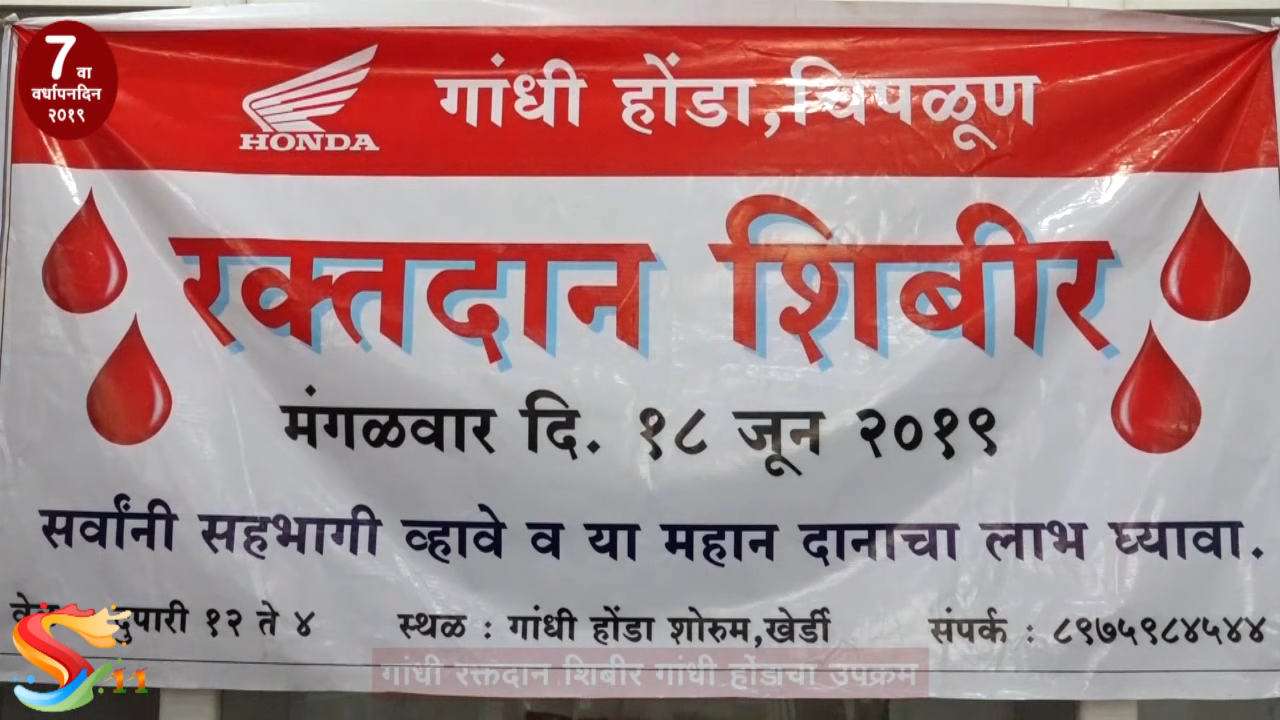 7 वा
वर्धापनदिन
२०१९
HONDA
गांधी होंडा,चिपळूण
रक्तदान शिबीर
मंगळवार दि. १८ जून २०१९
सर्वांनी सहभागी व्हावे व या महान दानाचा लाभ घ्यावा.
दुपारी १२ ते ४ स्थळ : गांधी होंडा शोरुम,खेर्डी संपर्क : ८९७५९८४५४४
गांधी रक्तदान शिबीर गांधी होंडाचा उपक्रम
11